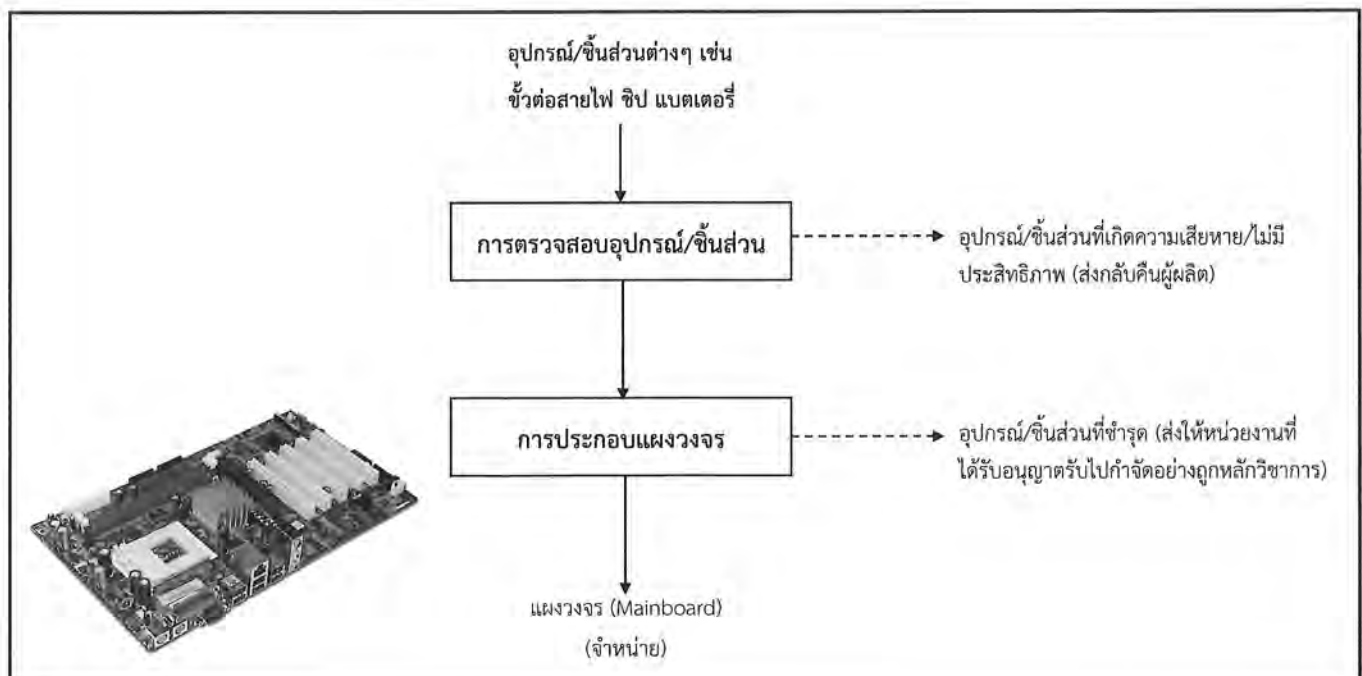 อุปกรณ์/ชิ้นส่วนต่างๆ เช่น
ขั้วต่อสายไฟ ชิป แบตเตอรี่
การตรวจสอบอุปกรณ์/ชิ้นส่วน
อุปกรณ์/ชิ้นส่วนที่เกิดความเสียหาย/ไม่มี
ประสิทธิภาพ (ส่งกลับคืนผู้ผลิต)
การประกอบแผงวงจร
อุปกรณ์/ชิ้นส่วนที่ชำรุด (ส่งให้หน่วยงานที่
ได้รับอนุญาตรับไปกำจัดอย่างถูกหลักวิชาการ)
แผงวงจร (Mainboard)
(จำหน่าย)